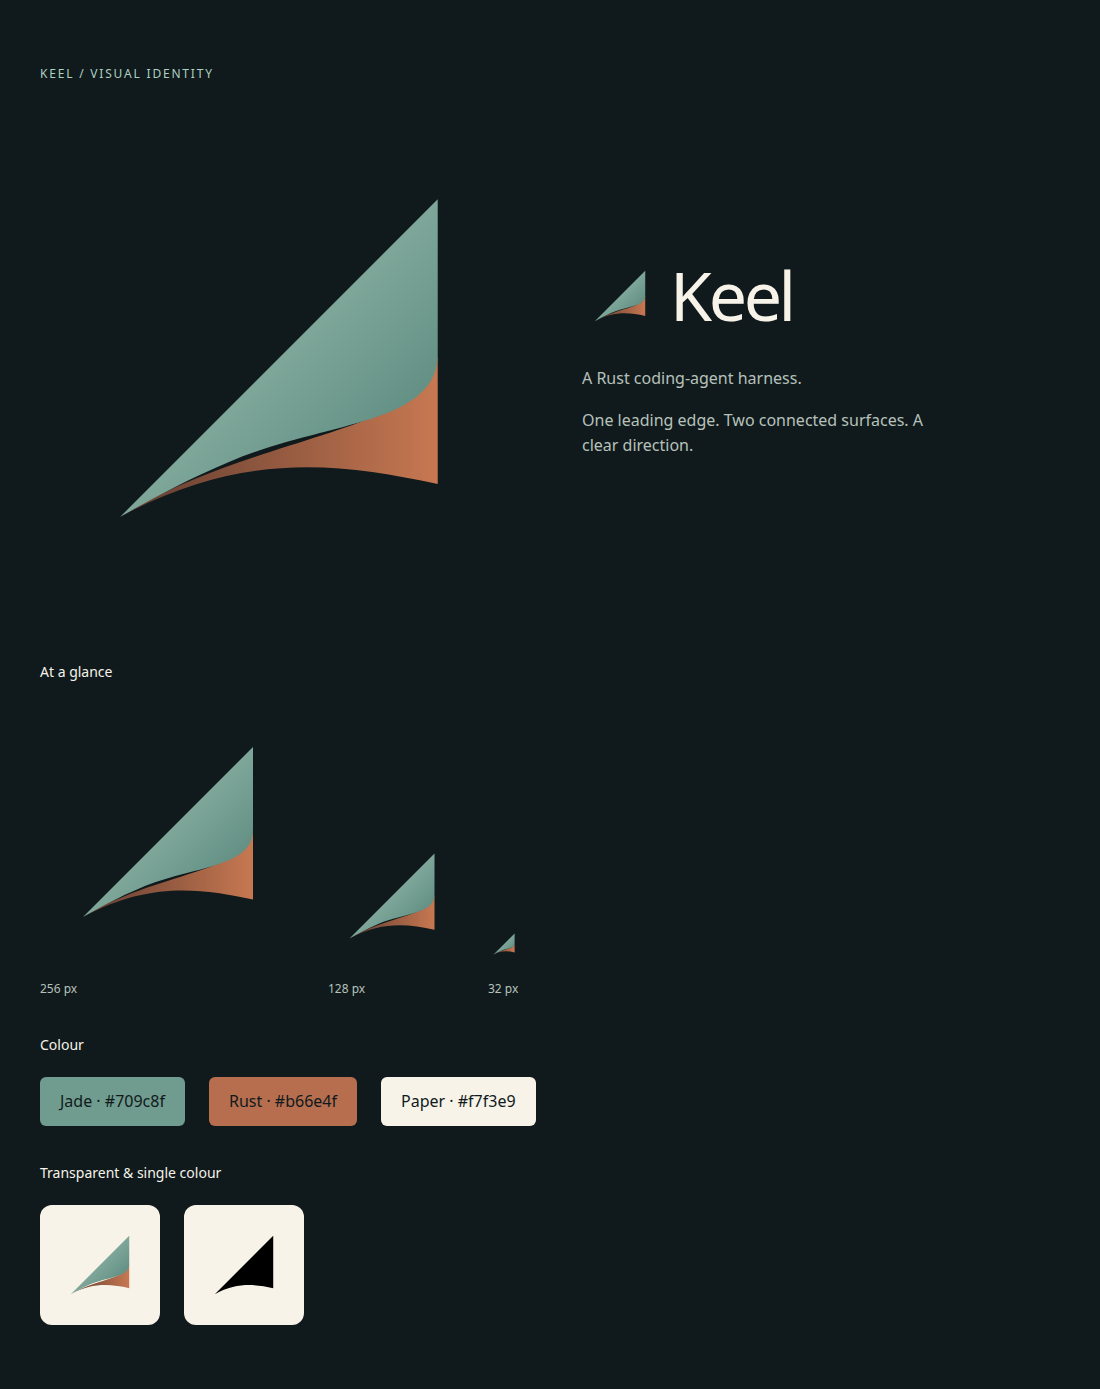 KEEL / VISUAL IDENTITY
Keel
A Rust coding-agent harness.
One leading edge. Two connected surfaces. A
clear direction.
At a glance
256 px
128 px
32 px
Colour
Jade · #709c8f
Rust · #b66e4f
Paper · #f7f3e9
Transparent & single colour